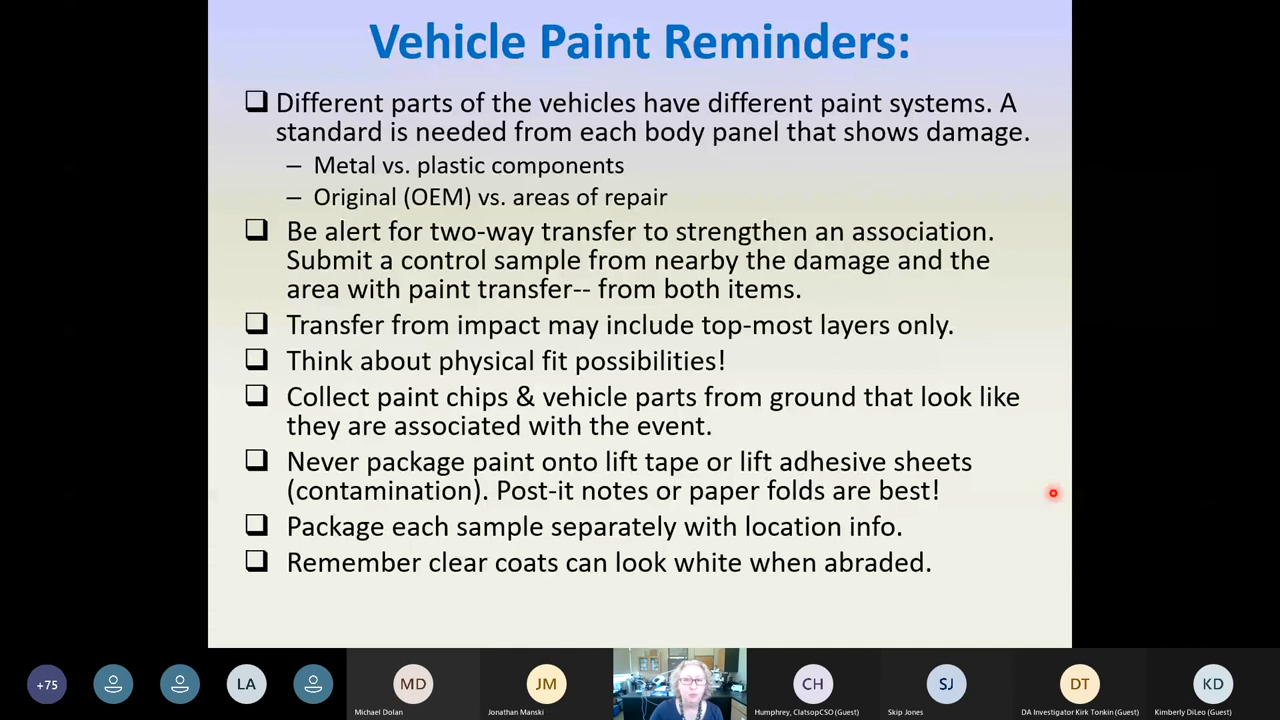 Vehicle Paint Reminders:
Different parts of the vehicles have different paint systems. A
standard is needed from each body panel that shows damage.
– Metal vs. plastic components
– Original (OEM) vs. areas of repair
Be alert for two-way transfer to strengthen an association.
Submit a control sample from nearby the damage and the
area with paint transfer-- from both items.
Transfer from impact may include top-most layers only.
Think about physical fit possibilities!
Collect paint chips & vehicle parts from ground that look like
they are associated with the event.
Never package paint onto lift tape or lift adhesive sheets
(contamination). Post-it notes or paper folds are best!
Package each sample separately with location info.
Remember clear coats can look white when abraded.
+75
LA
MD
JM
CH
SJ
DT
KD
Michael Dolan
Jonathan Manski
Humphrey, ClatsopCSO (Guest)
Skip Jones
DA Investigator Kirk Tonkin (Guest)
Kimberly DiLeo (Guest)